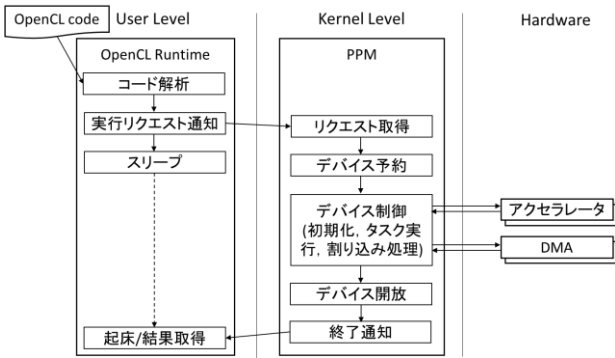 OpenCL code
User Level
Kernel Level
Hardware
OpenCL Runtime
PPM
コード解析
実行リクエスト通知
リクエスト取得
スリープ
デバイス予約
デバイス制御
(初期化, タスク実
行, 割り込み処理)
アクセラレータ
DMA
デバイス開放
起床/結果取得
終了通知